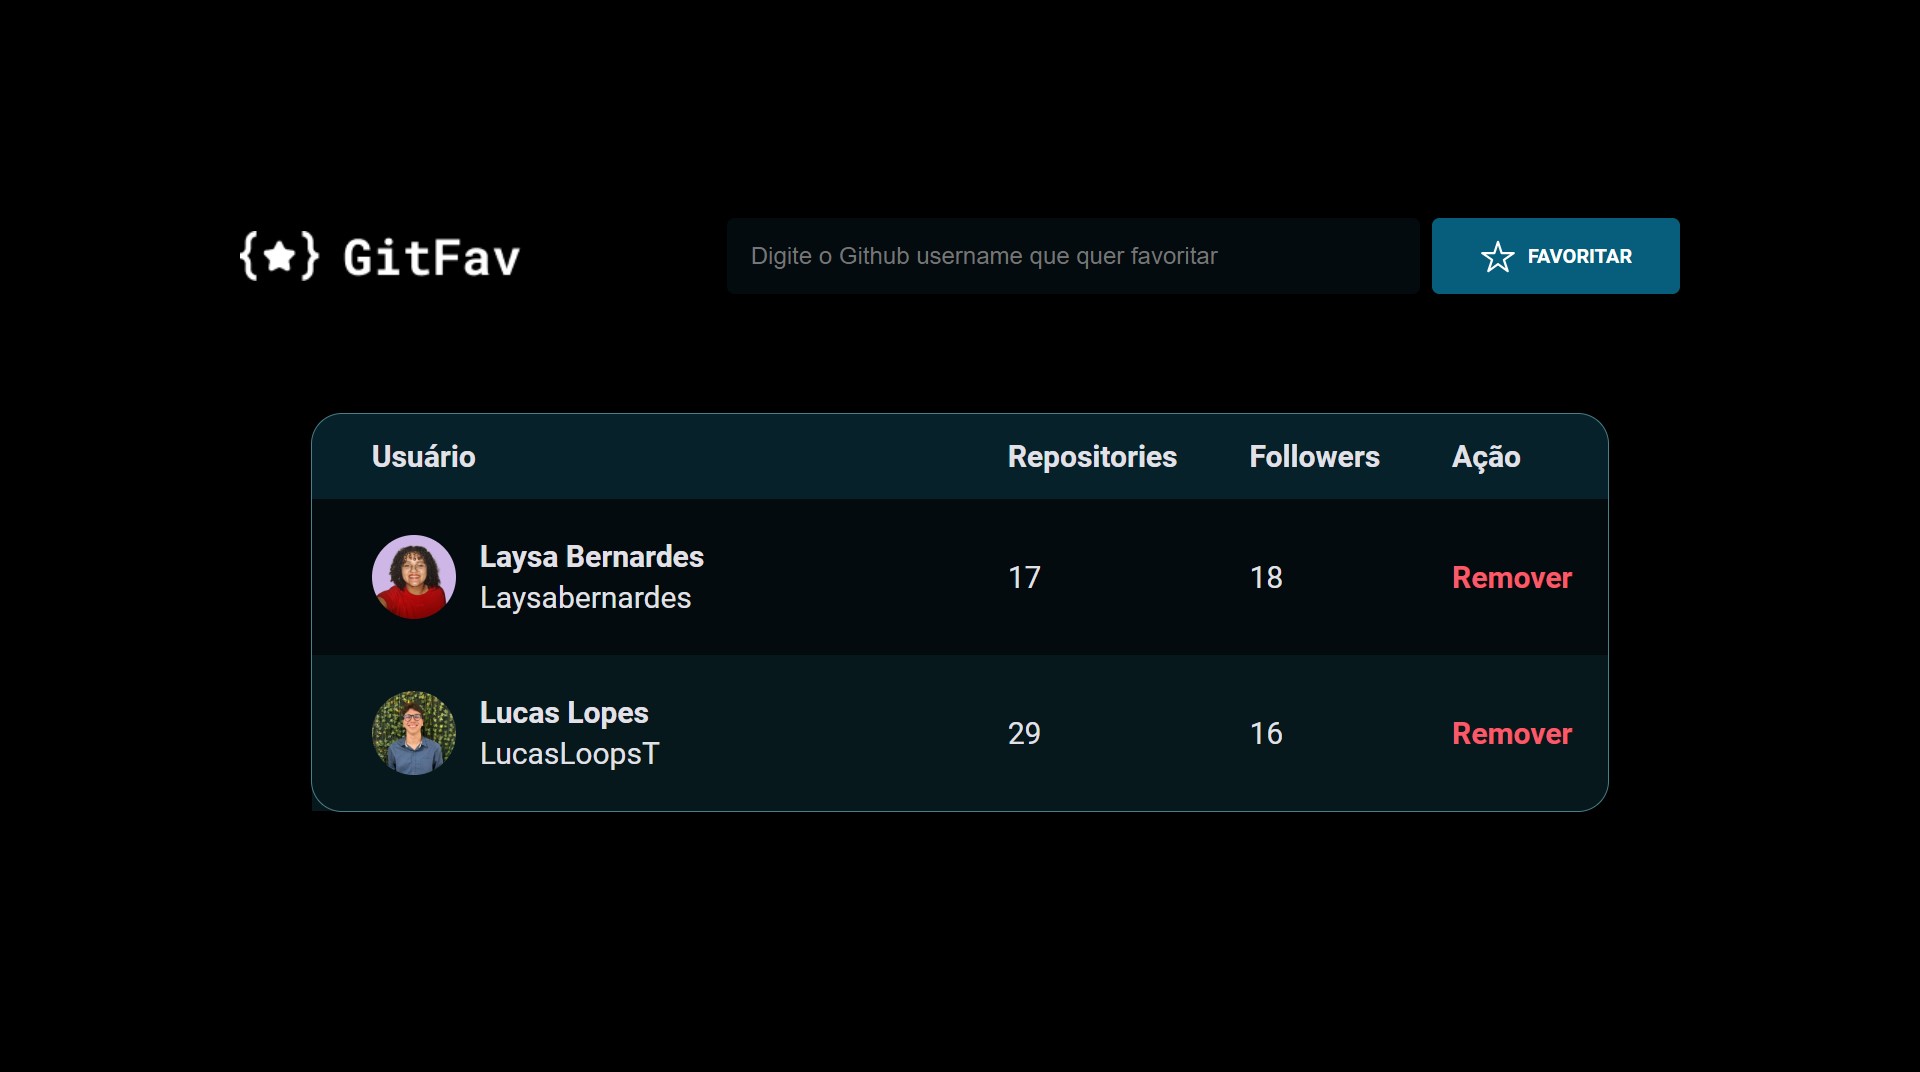 {★} GitFav
Digite o Github username que quer favoritar
FAVORITAR
Usuário Repositories Followers Ação
Laysa Bernardes
Laysabernardes
17 18 Remover
Lucas Lopes
LucasLoopsT
29 16 Remover